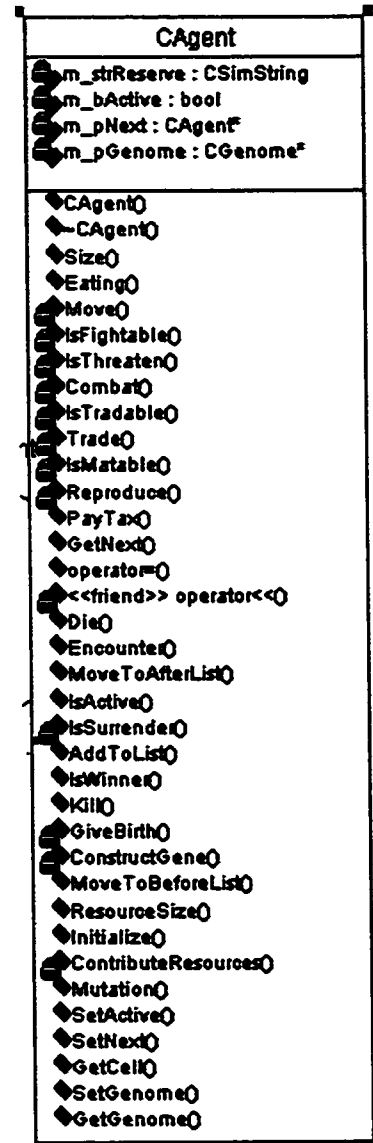 CAgent
m_strReserve : CSimString
m_bActive : bool
m_pNext : CAgent*
m_pGenome : CGenome*
CAgent()
~CAgent()
Size()
Eating()
Move()
IsFightable()
IsThreaten()
Combat()
IsTradable()
Trade()
IsMatable()
Reproduce()
PayTax()
GetNext()
operator=()
<<friend>> operator<<()
Die()
Encounter()
MoveToAfterList()
IsActive()
IsSurrender()
AddToList()
IsWinner()
Kill()
GiveBirth()
ConstructGene()
MoveToBeforeList()
ResourceSize()
Initialize()
ContributeResources()
Mutation()
SetActive()
SetNext()
GetCell()
SetGenome()
GetGenome()